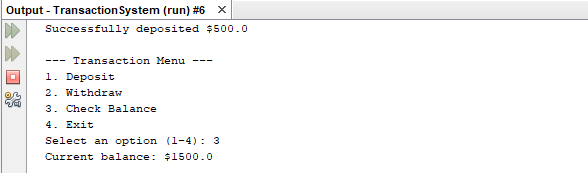 Output - TransactionSystem (run) #6 ×
Successfully deposited $500.0
--- Transaction Menu ---
1. Deposit
2. Withdraw
3. Check Balance
4. Exit
Select an option (1-4): 3
Current balance: $1500.0